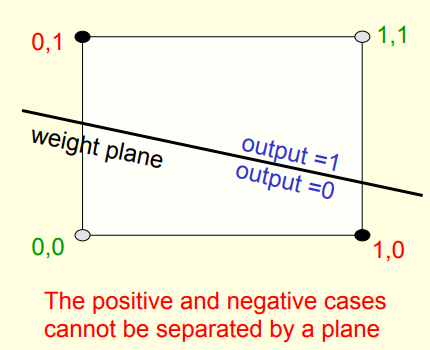 0,1
1,1
weight plane
output =1
output =0
0,0
1,0
The positive and negative cases
cannot be separated by a plane